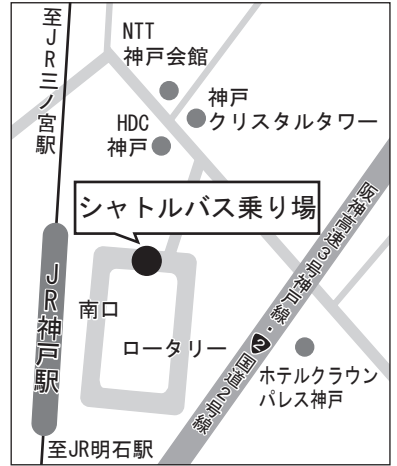 至JR三ノ宮駅
NTT
神戸会館
神戸
クリスタルタワー
HDC
神戸
シャトルバス乗り場
阪神高速3号神戸線・2国道2号線
JR神戸駅
南口
ロータリー
ホテルクラウン
パレス神戸
至JR明石駅